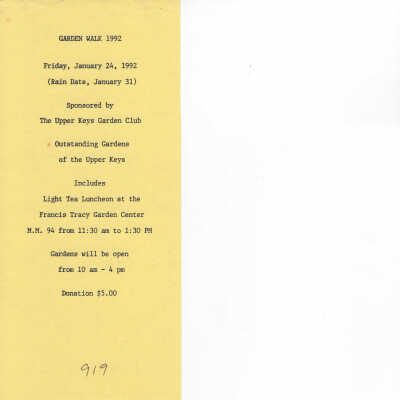 GARDEN WALK 1992
Friday, January 24, 1992
(Rain Date, January 31)
Sponsored by
The Upper Keys Garden Club
Outstanding Gardens
of the Upper Keys
Includes
Light Tea Luncheon at the
Francis Tracy Garden Center
M.M. 94 from 11:30 am to 1:30 PM
Gardens will be open
from 10 am - 4 pm
Donation $5.00
919